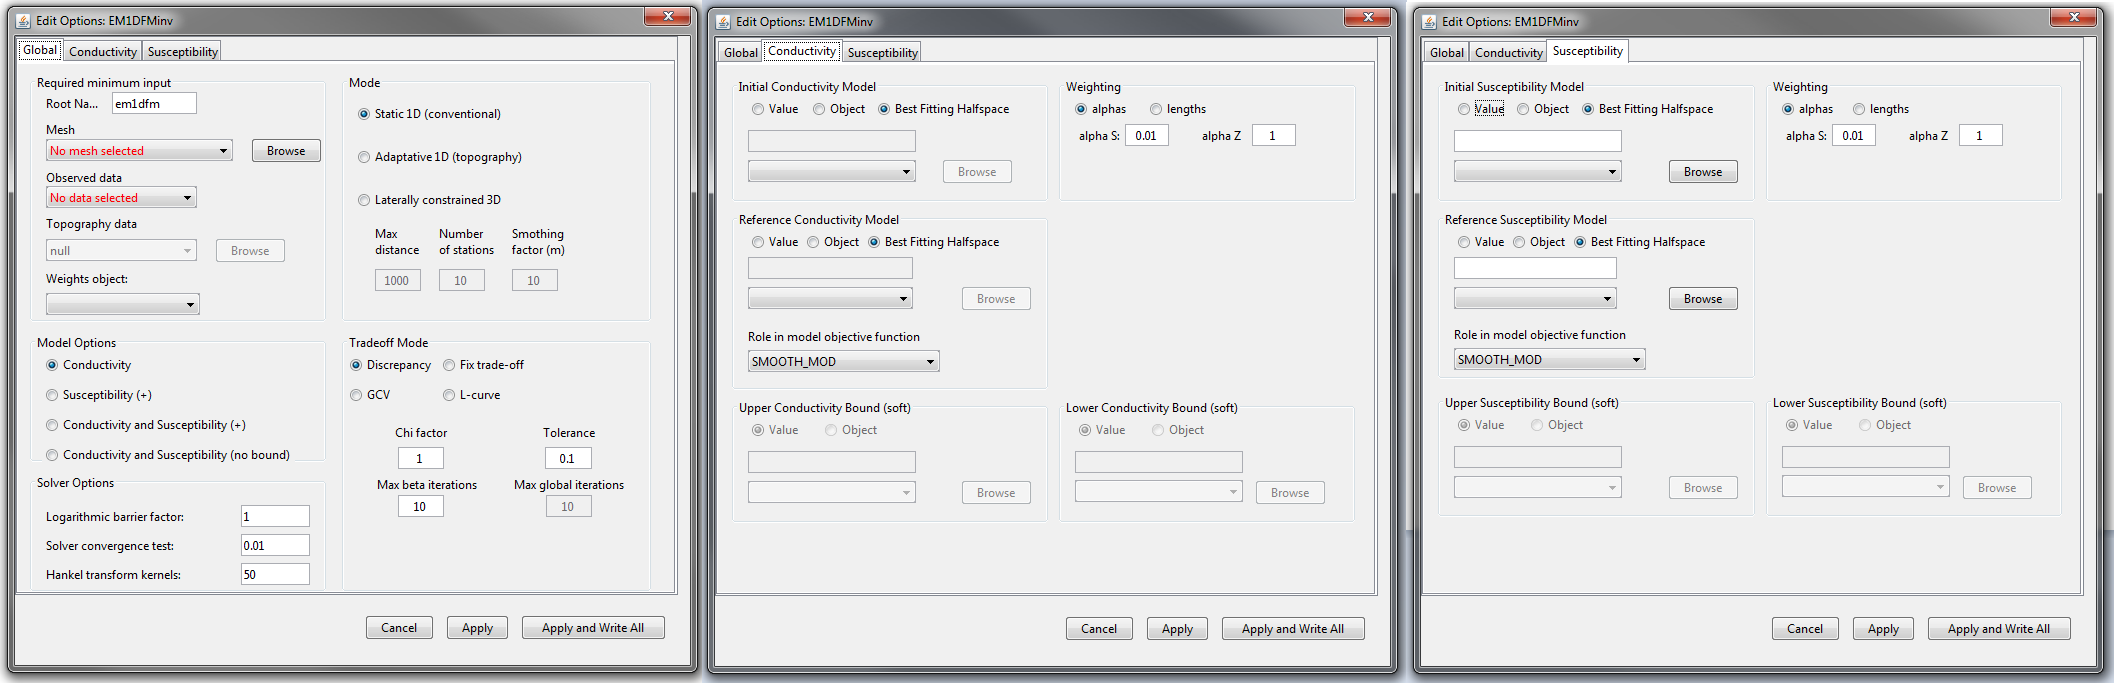 Edit Options: EM1DFMinv
Global Conductivity Susceptibility
Required minimum input
Root Na... em1dfm
Mesh
No mesh selected Browse
Observed data
No data selected
Topography data
null Browse
Weights object:
Mode
Static 1D (conventional)
Adaptative 1D (topography)
Laterally constrained 3D
Max distance Number of stations Smothing factor (m)
1000 10 10
Model Options
Conductivity
Susceptibility (+)
Conductivity and Susceptibility (+)
Conductivity and Susceptibility (no bound)
Solver Options
Logarithmic barrier factor: 1
Solver convergence test: 0.01
Hankel transform kernels: 50
Tradeoff Mode
Discrepancy Fix trade-off
GCV L-curve
Chi factor Tolerance
1 0.1
Max beta iterations Max global iterations
10 10
Cancel Apply Apply and Write All
Edit Options: EM1DFMinv
Global Conductivity Susceptibility
Initial Conductivity Model
Value Object Best Fitting Halfspace
Browse
Weighting
alphas lengths
alpha S: 0.01 alpha Z 1
Reference Conductivity Model
Value Object Best Fitting Halfspace
Browse
Role in model objective function
SMOOTH_MOD
Upper Conductivity Bound (soft)
Value Object
Browse
Lower Conductivity Bound (soft)
Value Object
Browse
Cancel Apply Apply and Write All
Edit Options: EM1DFMinv
Global Conductivity Susceptibility
Initial Susceptibility Model
Value Object Best Fitting Halfspace
Browse
Weighting
alphas lengths
alpha S: 0.01 alpha Z 1
Reference Susceptibility Model
Value Object Best Fitting Halfspace
Browse
Role in model objective function
SMOOTH_MOD
Upper Susceptibility Bound (soft)
Value Object
Browse
Lower Susceptibility Bound (soft)
Value Object
Browse
Cancel Apply Apply and Write All